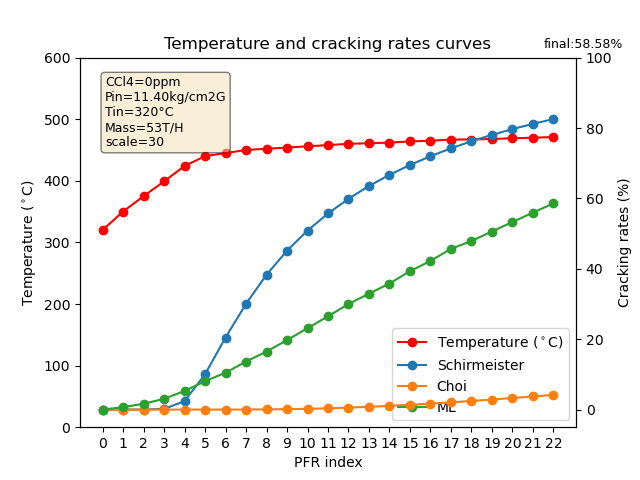 Temperature and cracking rates curves
final:58.58%
CCl4=0ppm
Pin=11.40kg/cm2G
Tin=320°C
Mass=53T/H
scale=30
Temperature (°C)
600
500
400
300
200
100
0
100
80
60
40
20
0
Cracking rates (%)
Temperature (°C)
Schirmeister
Choi
ML
0 1 2 3 4 5 6 7 8 9 10 11 12 13 14 15 16 17 18 19 20 21 22
PFR index